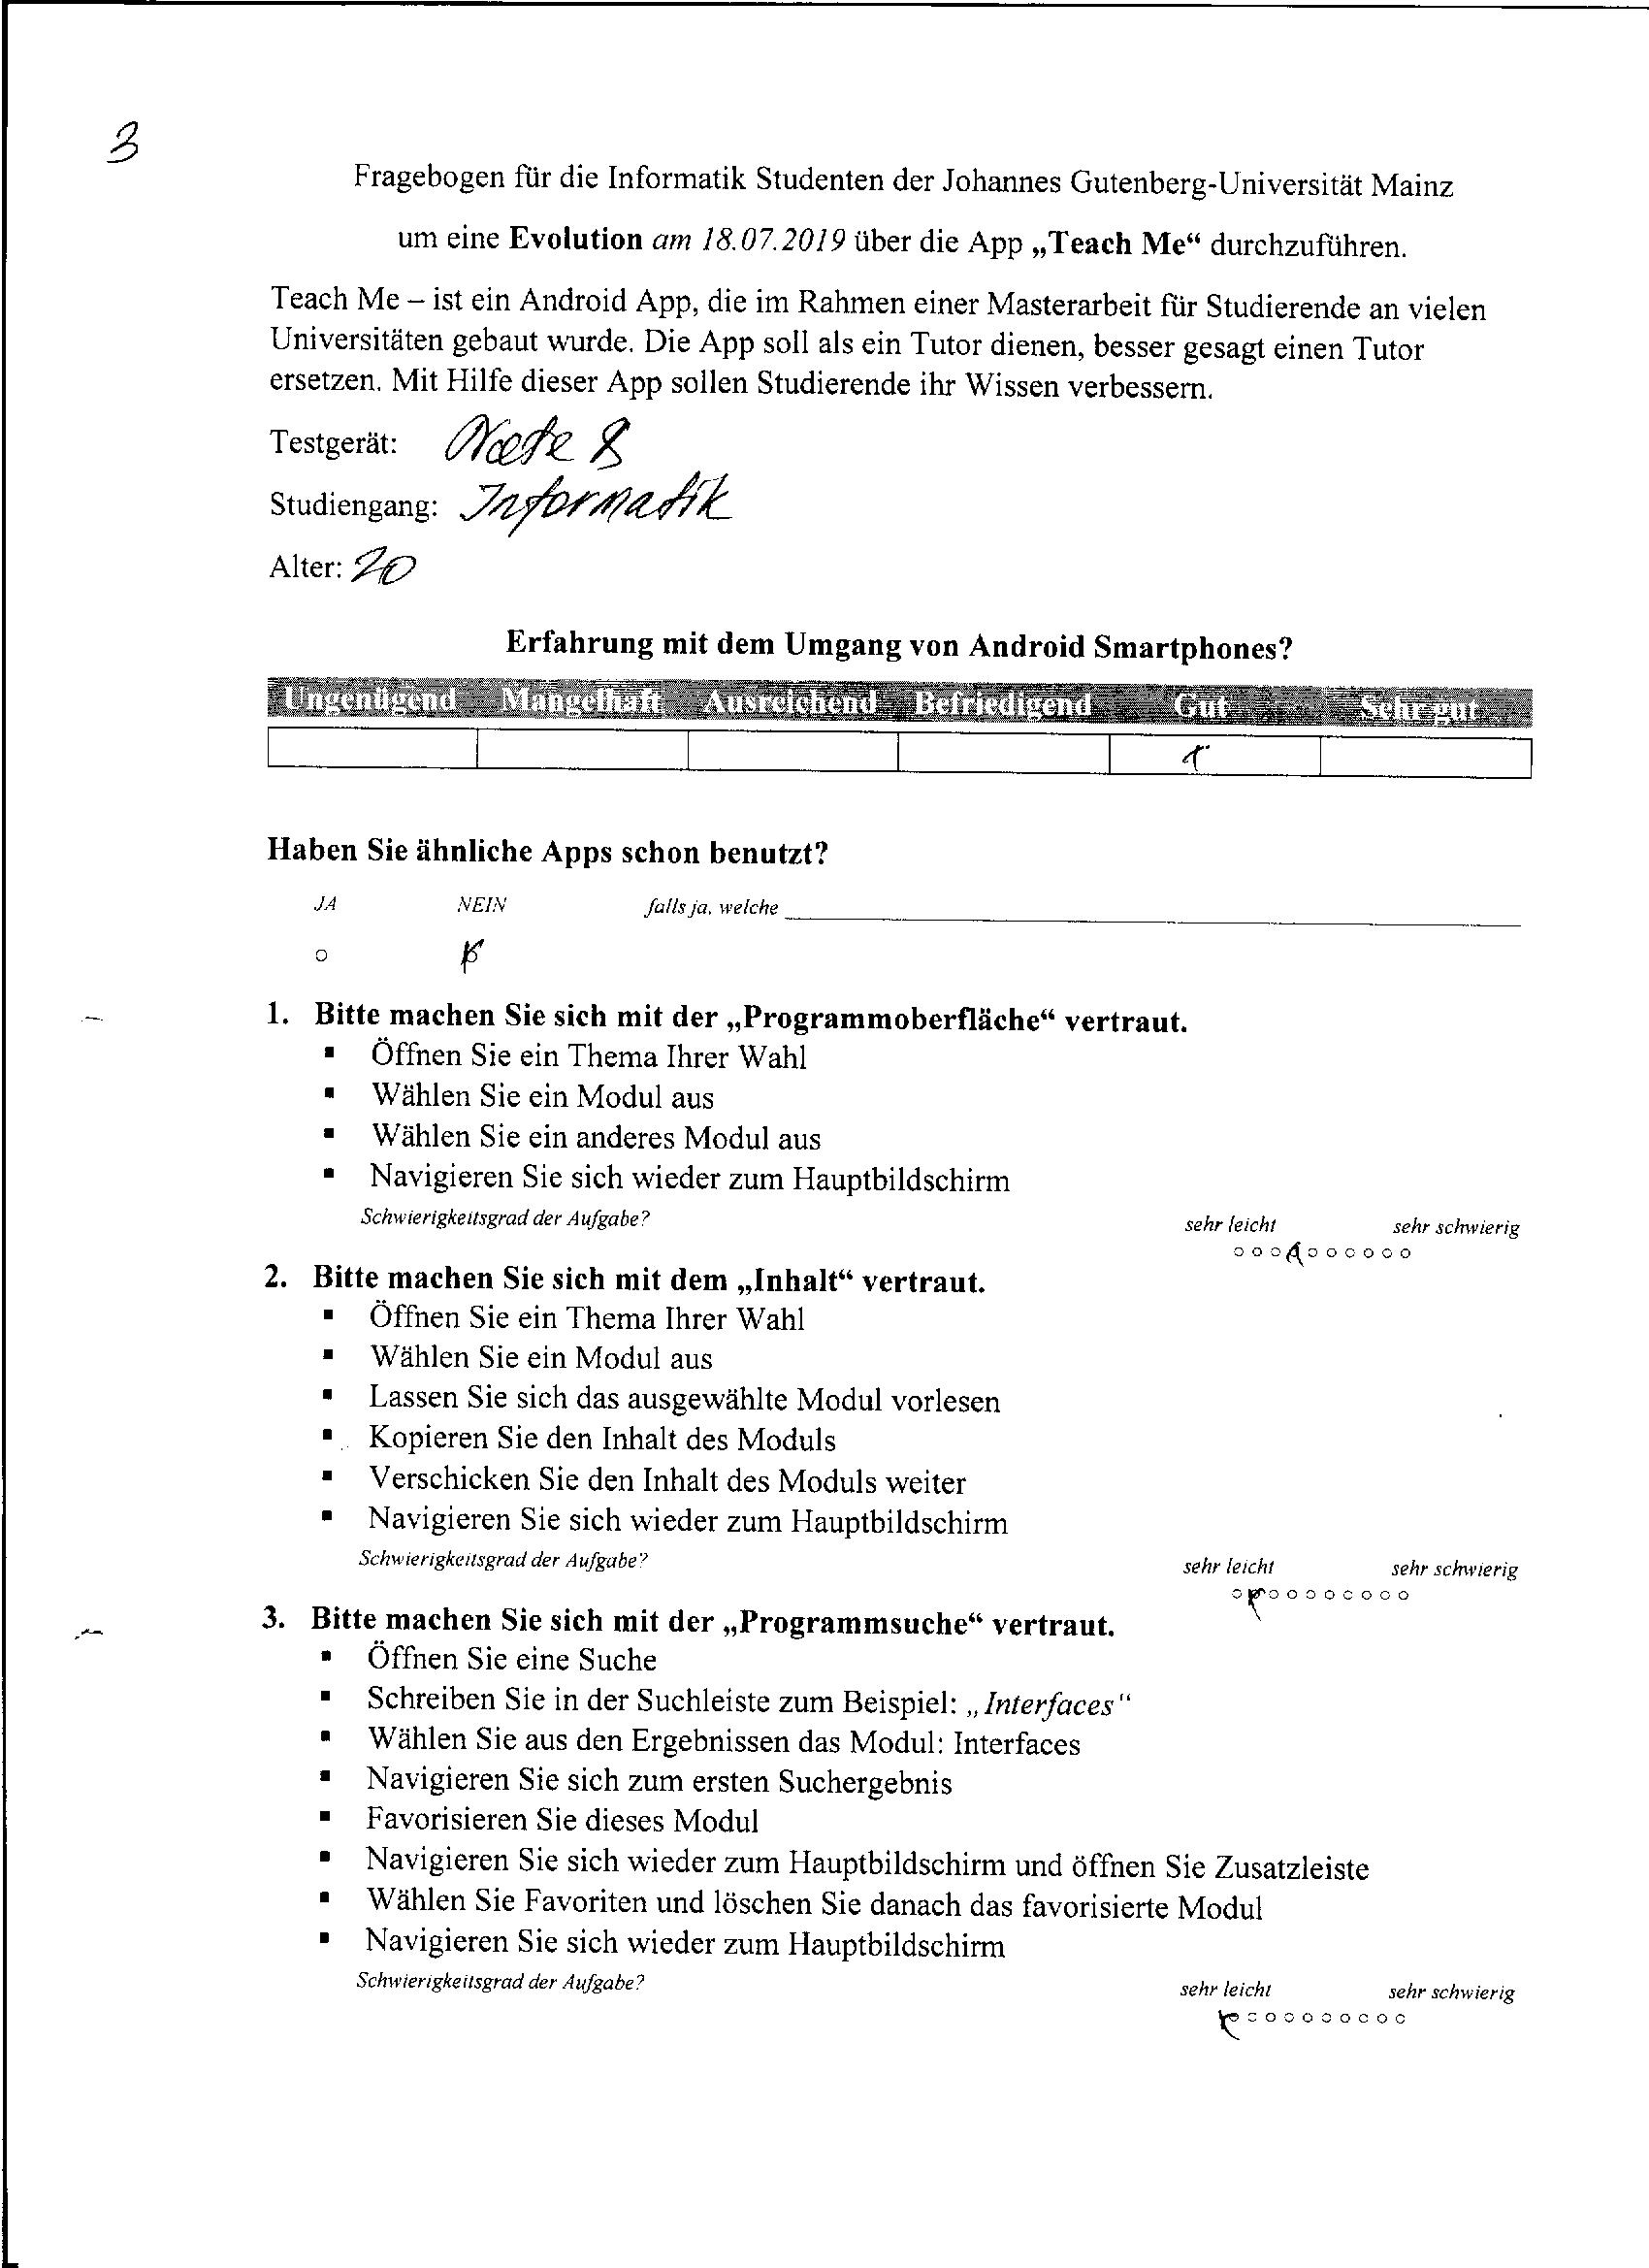 3
Fragebogen für die Informatik Studenten der Johannes Gutenberg-Universität Mainz
um eine Evolution am 18.07.2019 über die App „Teach Me“ durchzuführen.
Teach Me – ist ein Android App, die im Rahmen einer Masterarbeit für Studierende an vielen
Universitäten gebaut wurde. Die App soll als ein Tutor dienen, besser gesagt einen Tutor
ersetzen. Mit Hilfe dieser App sollen Studierende ihr Wissen verbessern.
Testgerät: Note 8
Studiengang: Informatik
Alter: 20
Erfahrung mit dem Umgang von Android Smartphones?
Ungenügend Mangelhaft Ausreichend Befriedigend Gut Sehr gut
Haben Sie ähnliche Apps schon benutzt?
JA NEIN falls ja, welche
1. Bitte machen Sie sich mit der „Programmoberfläche“ vertraut.
▪ Öffnen Sie ein Thema Ihrer Wahl
▪ Wählen Sie ein Modul aus
▪ Wählen Sie ein anderes Modul aus
▪ Navigieren Sie sich wieder zum Hauptbildschirm
Schwierigkeitsgrad der Aufgabe? sehr leicht sehr schwierig
2. Bitte machen Sie sich mit dem „Inhalt“ vertraut.
▪ Öffnen Sie ein Thema Ihrer Wahl
▪ Wählen Sie ein Modul aus
▪ Lassen Sie sich das ausgewählte Modul vorlesen
▪ Kopieren Sie den Inhalt des Moduls
▪ Verschicken Sie den Inhalt des Moduls weiter
▪ Navigieren Sie sich wieder zum Hauptbildschirm
Schwierigkeitsgrad der Aufgabe? sehr leicht sehr schwierig
3. Bitte machen Sie sich mit der „Programmsuche“ vertraut.
▪ Öffnen Sie eine Suche
▪ Schreiben Sie in der Suchleiste zum Beispiel: „Interfaces"
▪ Wählen Sie aus den Ergebnissen das Modul: Interfaces
▪ Navigieren Sie sich zum ersten Suchergebnis
▪ Favorisieren Sie dieses Modul
▪ Navigieren Sie sich wieder zum Hauptbildschirm und öffnen Sie Zusatzleiste
▪ Wählen Sie Favoriten und löschen Sie danach das favorisierte Modul
▪ Navigieren Sie sich wieder zum Hauptbildschirm
Schwierigkeitsgrad der Aufgabe? sehr leicht sehr schwierig